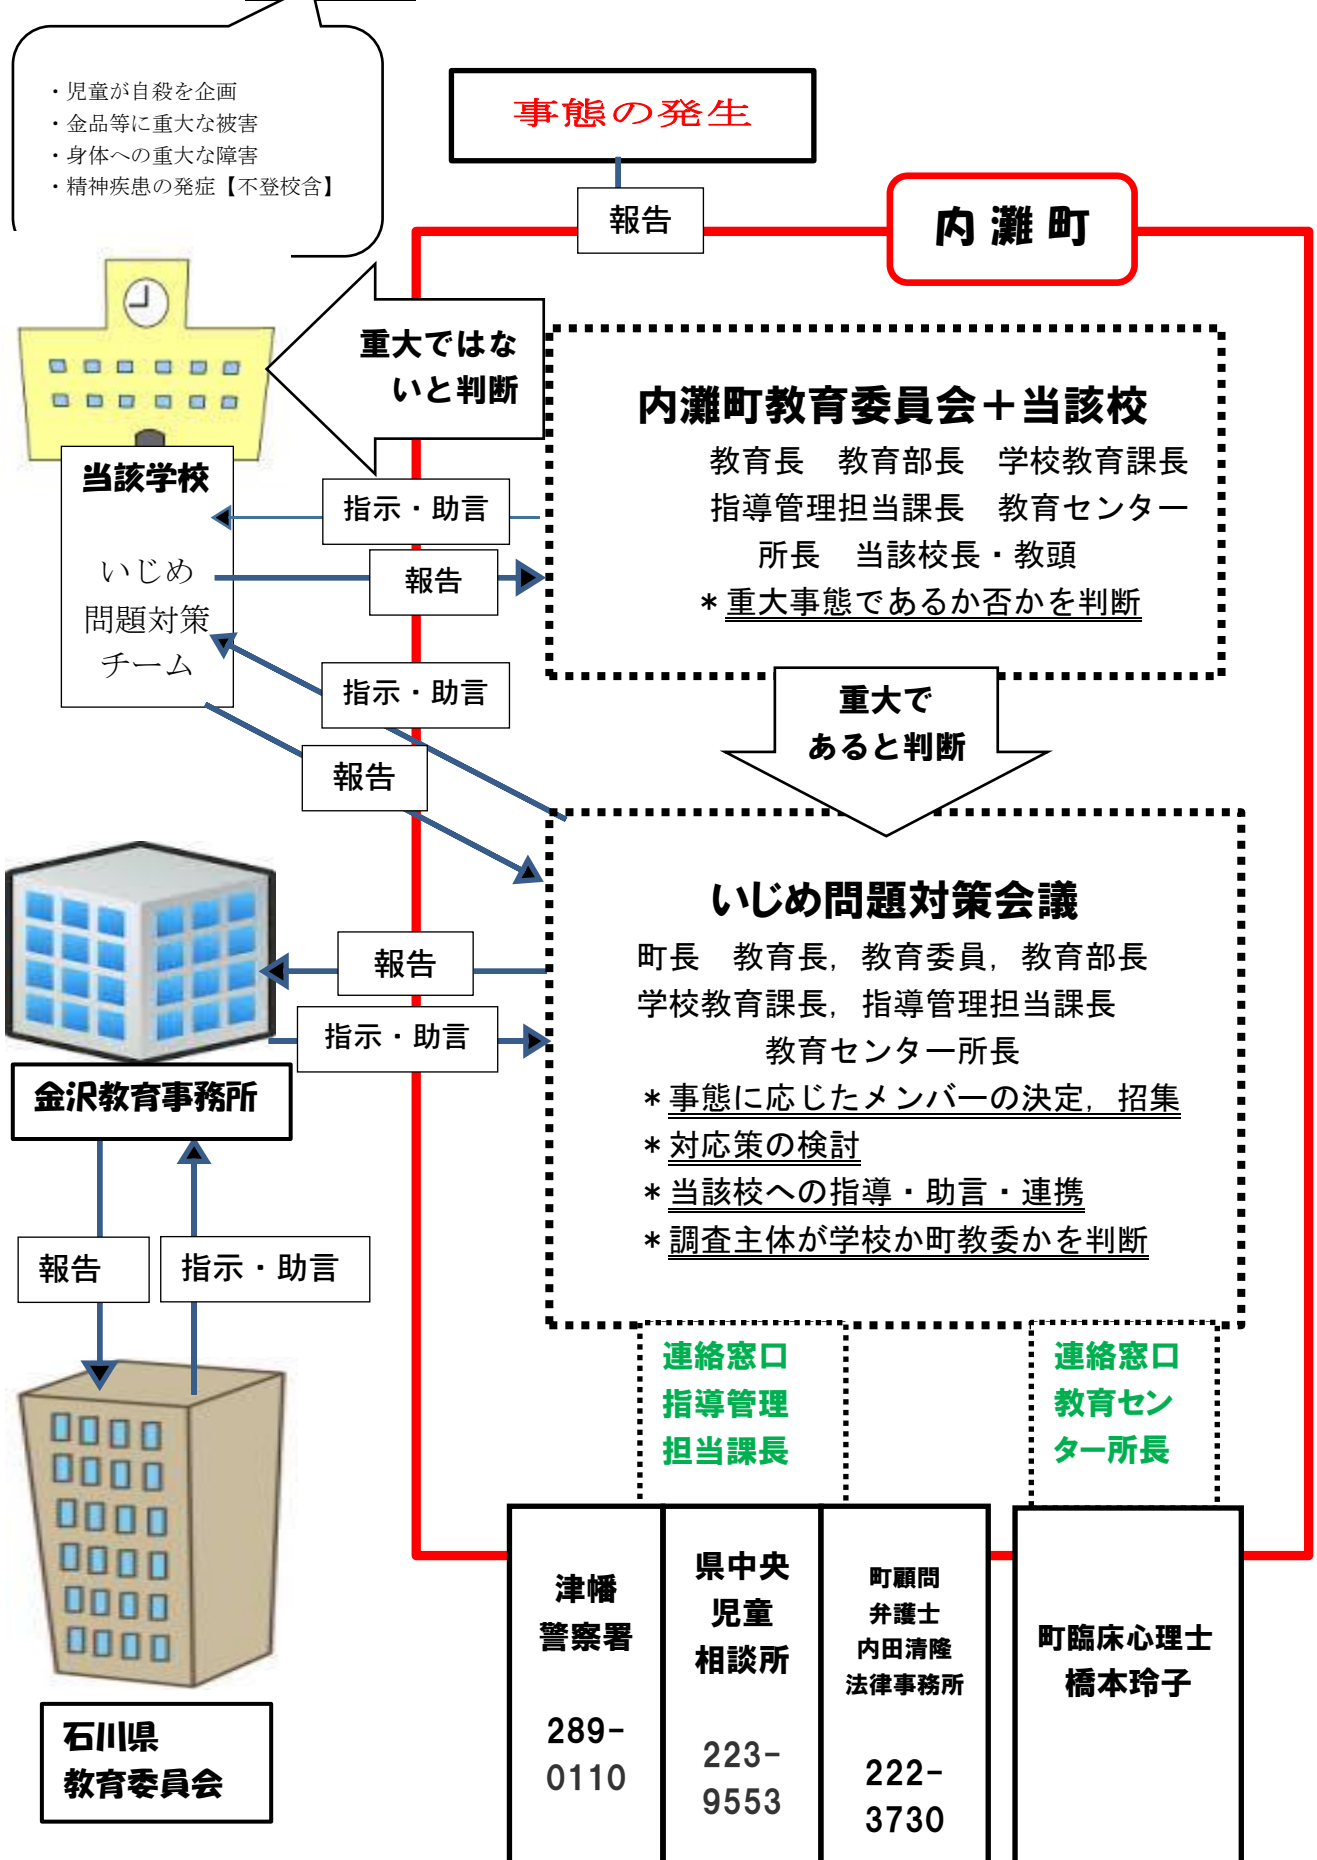 ・児童が自殺を企画
・金品等に重大な被害
・身体への重大な障害
・精神疾患の発症【不登校含】
事態の発生
報告
内灘町
重大ではな
いと判断
内灘町教育委員会＋当該校
教育長　教育部長　学校教育課長
指導管理担当課長　教育センター
所長　当該校長・教頭
＊重大事態であるか否かを判断
当該学校
いじめ
問題対策
チーム
指示・助言
報告
指示・助言
報告
重大で
あると判断
いじめ問題対策会議
町長　教育長，教育委員，教育部長
学校教育課長，指導管理担当課長
教育センター所長
＊事態に応じたメンバーの決定，招集
＊対応策の検討
＊当該校への指導・助言・連携
＊調査主体が学校か町教委かを判断
報告
指示・助言
金沢教育事務所
報告
指示・助言
石川県
教育委員会
連絡窓口
指導管理
担当課長
連絡窓口
教育セン
ター所長
津幡
警察署
289-
0110
県中央
児童
相談所
223-
9553
町顧問
弁護士
内田清隆
法律事務所
222-
3730
町臨床心理士
橋本玲子